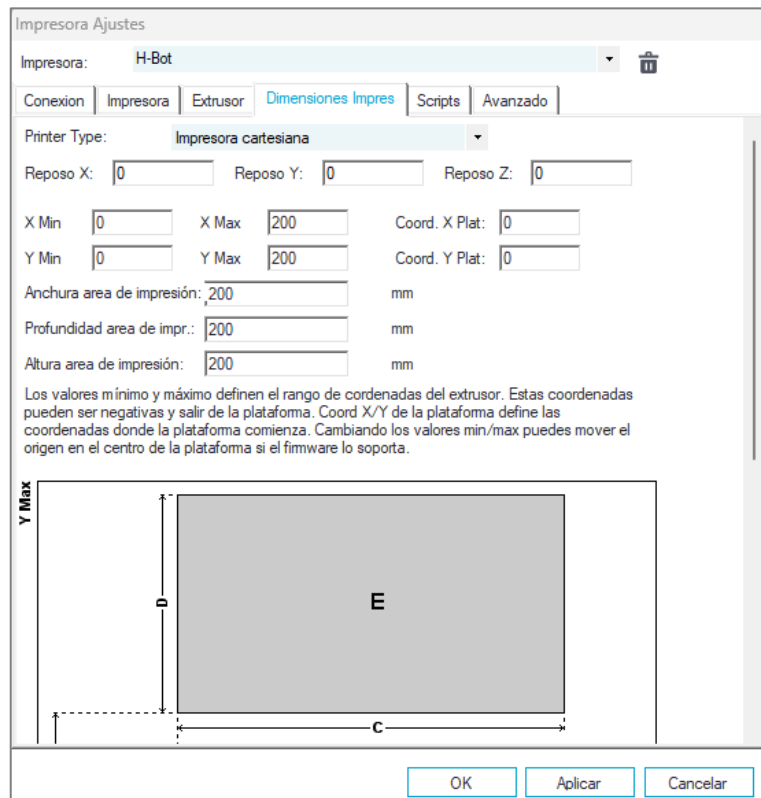 Impresora Ajustes
Impresora: H-Bot
Conexion Impresora Extrusor Dimensiones Impres Scripts Avanzado
Printer Type: Impresora cartesiana
Reposo X: 0 Reposo Y: 0 Reposo Z: 0
X Min 0 X Max 200 Coord. X Plat: 0
Y Min 0 Y Max 200 Coord. Y Plat: 0
Anchura area de impresión: 200 mm
Profundidad area de impr.: 200 mm
Altura area de impresión: 200 mm
Los valores mínimo y máximo definen el rango de cordenadas del extrusor. Estas coordenadas
pueden ser negativas y salir de la plataforma. Coord X/Y de la plataforma define las
coordenadas donde la plataforma comienza. Cambiando los valores min/max puedes mover el
origen en el centro de la plataforma si el firmware lo soporta.
Y Max
D
E
C
OK Aplicar Cancelar